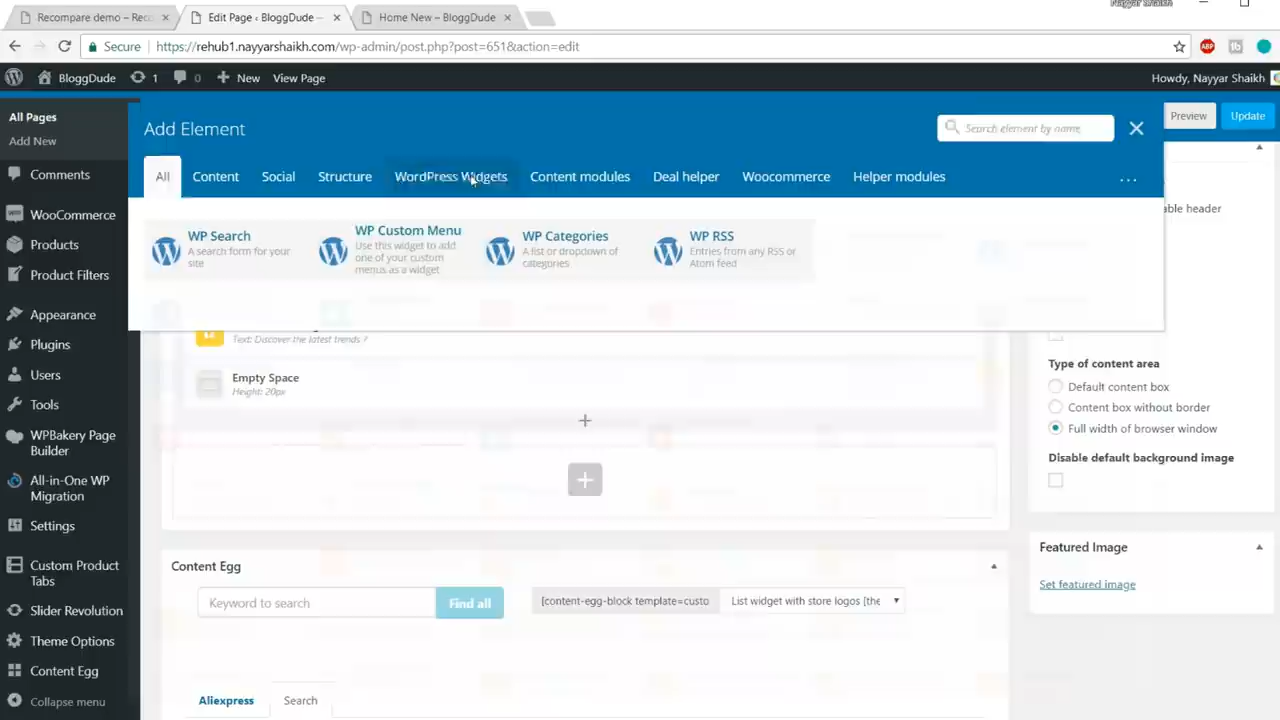 Nayyar Shaikh
Recompare demo – Reco
Edit Page ‹ BloggDude —
Home New – BloggDude
Secure
https://rehub1.nayyarshaikh.com/wp-admin/post.php?post=651&action=edit
ABP
BloggDude
1
0
New
View Page
Howdy, Nayyar Shaikh
All Pages
Add New
Comments
WooCommerce
Products
Product Filters
Appearance
Plugins
Users
Tools
WPBakery Page
Builder
All-in-One WP
Migration
Settings
Custom Product
Tabs
Slider Revolution
Theme Options
Content Egg
Collapse menu
Add Element
Search element by name
Preview
Update
All
Content
Social
Structure
WordPress Widgets
Content modules
Deal helper
Woocommerce
Helper modules
...
WP Search
A search form for your
site
WP Custom Menu
Use this widget to add
one of your custom
menus as a widget
WP Categories
A list or dropdown of
categories
WP RSS
Entries from any RSS or
Atom feed
Text: Discover the latest trends ?
Empty Space
Height: 20px
Content Egg
Keyword to search
Find all
[content-egg-block template=custo
List widget with store logos [the
Aliexpress
Search
able header
Type of content area
Default content box
Content box without border
Full width of browser window
Disable default background image
Featured Image
Set featured image